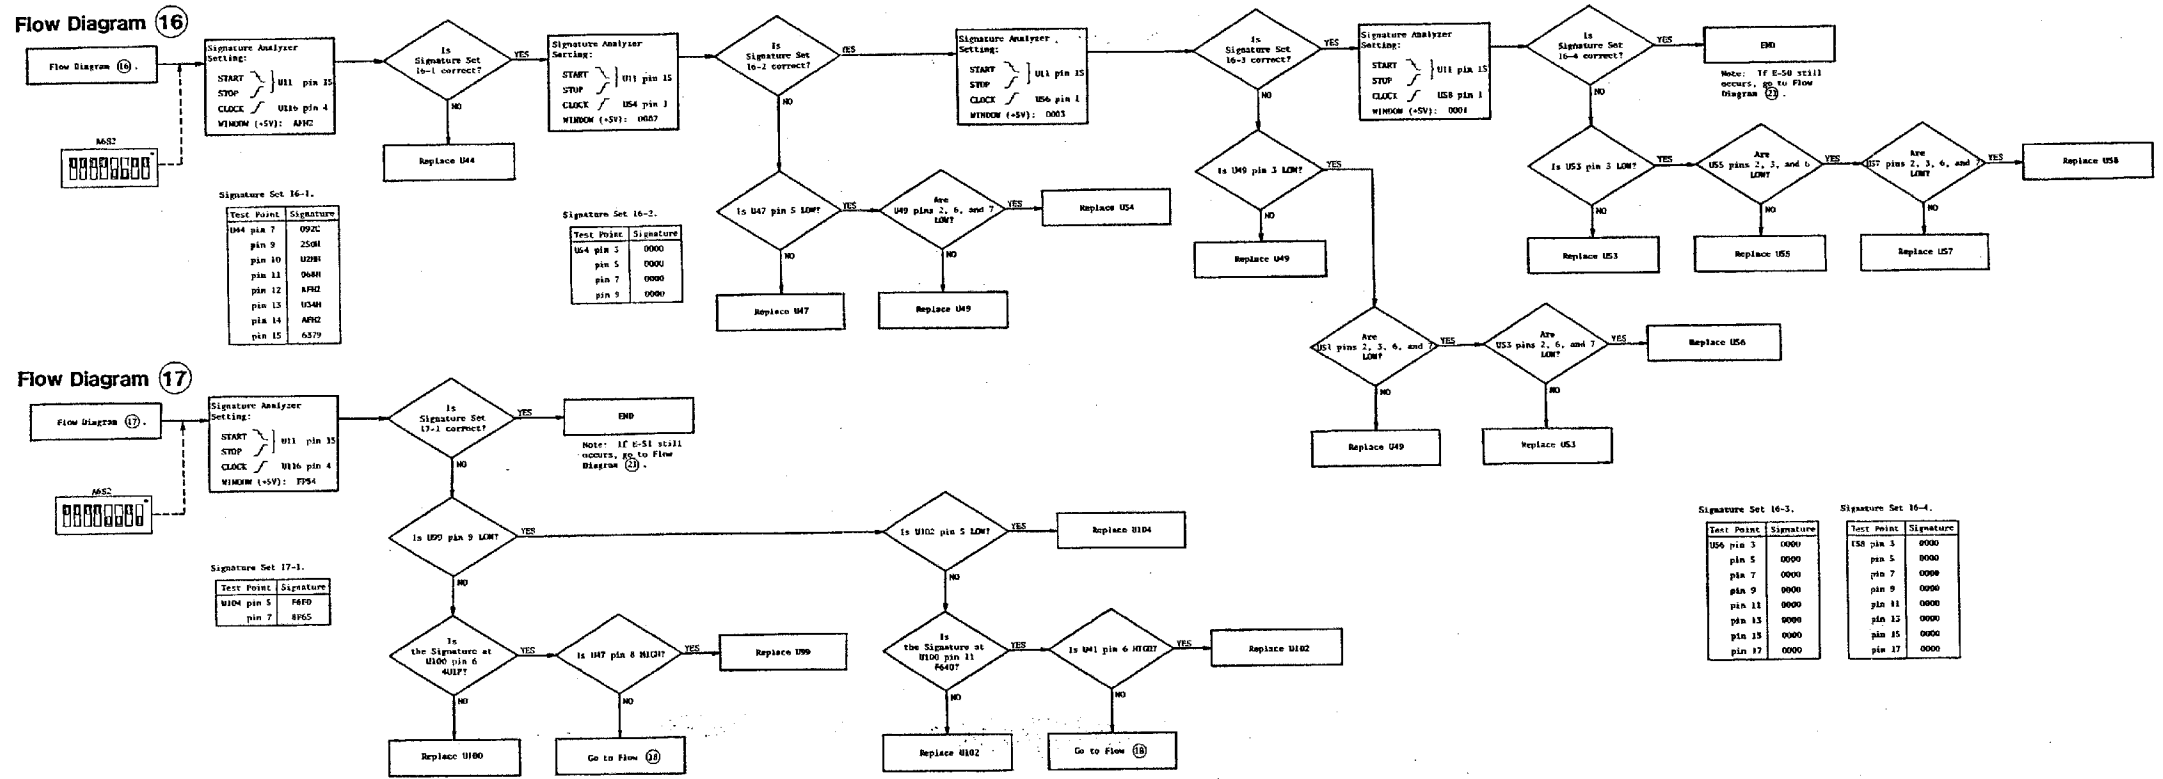 Flow Diagram 16
Flow Diagram 16 .
A6S2
Signature Analyzer
Setting:
START
STOP
U11 pin 15
CLOCK
U116 pin 4
WINDOW (+5V): AFH2
Is
Signature Set
16-1 correct?
YES
NO
Replace U44
Signature Analyzer
Setting:
START
STOP
U11 pin 15
CLOCK
U54 pin 1
WINDOW (+5V): 0007
Is
Signature Set
16-2 correct?
YES
NO
Is U47 pin 5 LOW?
YES
NO
Replace U47
Are
U49 pins 2, 6, and 7
LOW?
YES
NO
Replace U49
Replace U54
Signature Analyzer
Setting:
START
STOP
U11 pin 15
CLOCK
U56 pin 1
WINDOW (+5V): 0003
Is
Signature Set
16-3 correct?
YES
NO
Is U49 pin 3 LOW?
YES
NO
Replace U49
Are
U51 pins 2, 3, 6, and 7
LOW?
YES
NO
Replace U49
Are
U53 pins 2, 6, and 7
LOW?
YES
NO
Replace U53
Replace U56
Signature Analyzer
Setting:
START
STOP
U11 pin 15
CLOCK
U58 pin 1
WINDOW (+5V): 0001
Is
Signature Set
16-4 correct?
YES
NO
END
Note: If E-50 still
occurs, go to Flow
Diagram 21 .
Is U53 pin 3 LOW?
YES
NO
Replace U53
Are
U55 pins 2, 3, and 6
LOW?
YES
NO
Replace U55
Are
U57 pins 2, 3, 6, and 7
LOW?
YES
NO
Replace U57
Replace U58
Signature Set 16-1.
Test Point Signature
U44 pin 7 092C
pin 9 250H
pin 10
pin 11 068H
pin 12 AFH2
pin 13 U34H
pin 14 AFH2
pin 15 6379
Signature Set 16-2.
Test Point Signature
U54 pin 3 0000
pin 5 0000
pin 7 0000
pin 9 0000
Flow Diagram 17
Flow Diagram 17 .
A6S2
Signature Analyzer
Setting:
START
STOP
U11 pin 15
CLOCK
U116 pin 4
WINDOW (+5V): FP54
Is
Signature Set
17-1 correct?
YES
NO
END
Note: If E-51 still
occurs, go to Flow
Diagram 21 .
Is U99 pin 9 LOW?
YES
NO
Is
the Signature at
U100 pin 6
4U1F?
YES
NO
Replace U100
Is U47 pin 8 HIGH?
YES
NO
Go to Flow 18
Replace U99
Is U102 pin 5 LOW?
YES
NO
Replace U104
Is
the Signature at
U100 pin 11
F640?
YES
NO
Replace U102
Is U41 pin 6 HIGH?
YES
NO
Go to Flow 18
Replace U102
Signature Set 17-1.
Test Point Signature
U104 pin 5 F6F0
pin 7 8F65
Signature Set 16-3.
Test Point Signature
U56 pin 3 0000
pin 5 0000
pin 7 0000
pin 9 0000
pin 11 0000
pin 13 0000
pin 15 0000
pin 17 0000
Signature Set 16-4.
Test Point Signature
U58 pin 3 0000
pin 5 0000
pin 7 0000
pin 9 0000
pin 11 0000
pin 13 0000
pin 15 0000
pin 17 0000